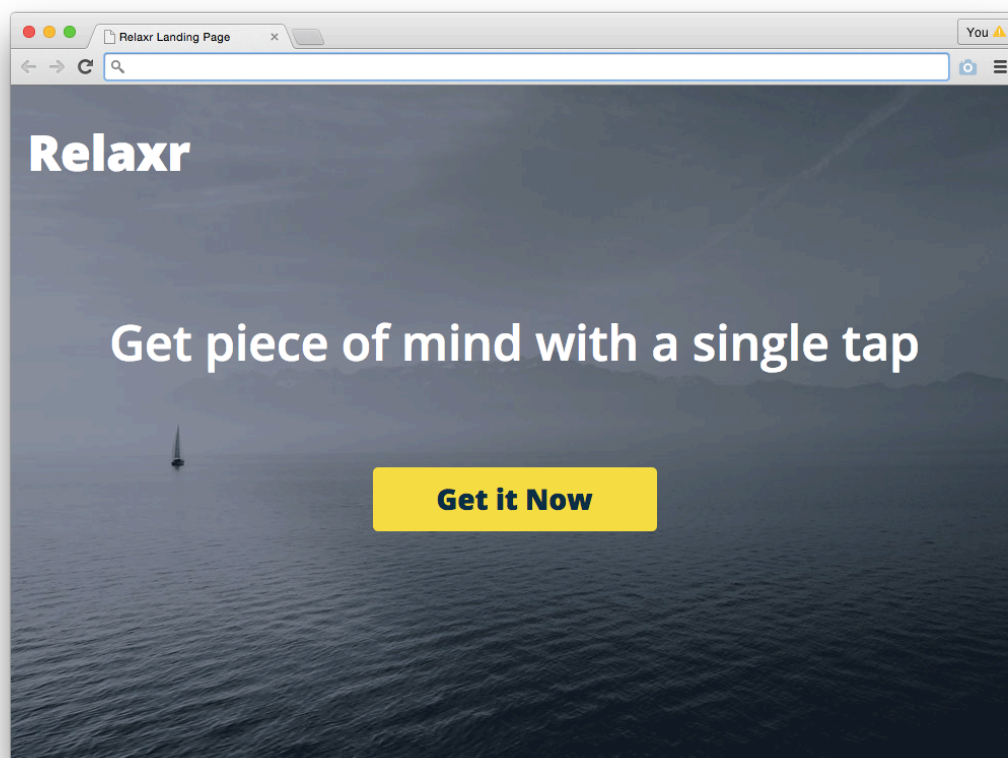 Relaxr Landing Page
You
Relaxr
Get piece of mind with a single tap
Get it Now